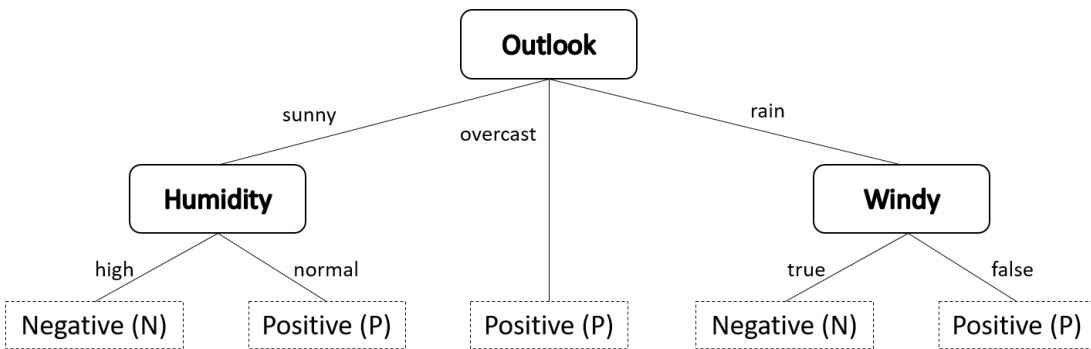 Outlook
sunny
overcast
rain
Humidity
Windy
high
normal
true
false
Negative (N)
Positive (P)
Positive (P)
Negative (N)
Positive (P)